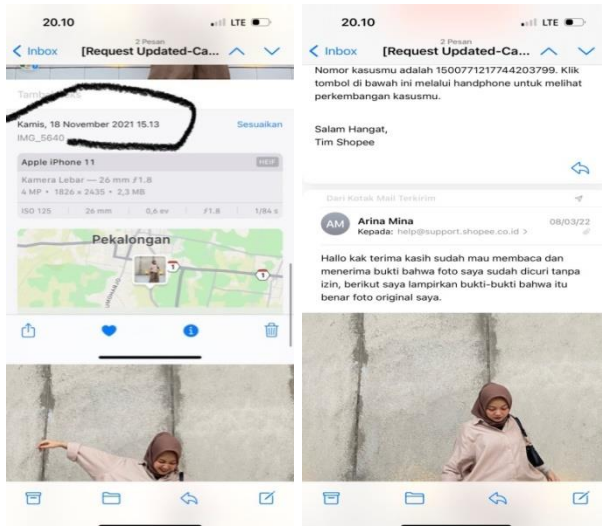 20.10
LTE
2 Pesan
Inbox
[Request Updated-Ca...
Kamis, 18 November 2021 15.13
Sesuaikan
IMG_5640
Apple iPhone 11
HEIF
Kamera Lebar — 26 mm ƒ1.8
4 MP • 1826 × 2435 • 2,3 MB
ISO 125
26 mm
0,6 ev
ƒ1.8
1/84 s
Pekalongan
1
1
20.10
LTE
2 Pesan
Inbox
[Request Updated-Ca...
Nomor kasusmu adalah 1500771217744203799. Klik
tombol di bawah ini melalui handphone untuk melihat
perkembangan kasusmu.
Salam Hangat,
Tim Shopee
Dari Kotak Mail Terkirim
AM
Arina Mina
08/03/22
Kepada: help@support.shopee.co.id >
Hallo kak terima kasih sudah mau membaca dan
menerima bukti bahwa foto saya sudah dicuri tanpa
izin, berikut saya lampirkan bukti-bukti bahwa itu
benar foto original saya.